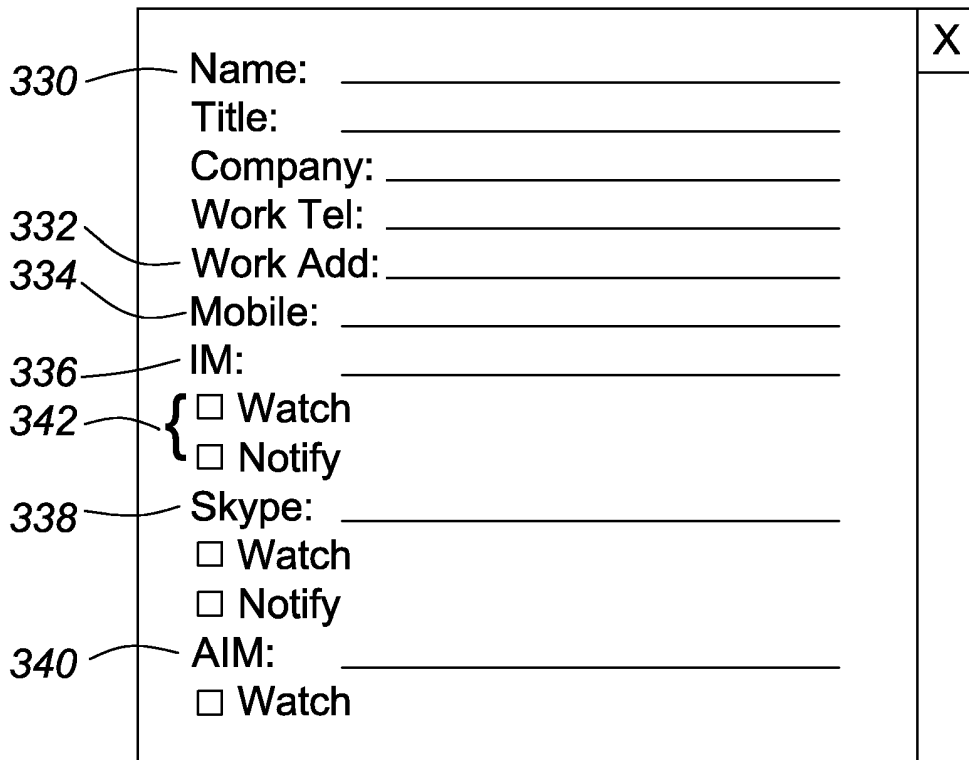 X
330 Name:
Title:
Company:
Work Tel:
332 Work Add:
334 Mobile:
336 IM:
342 { ☐ Watch
☐ Notify
338 Skype:
☐ Watch
☐ Notify
340 AIM:
☐ Watch